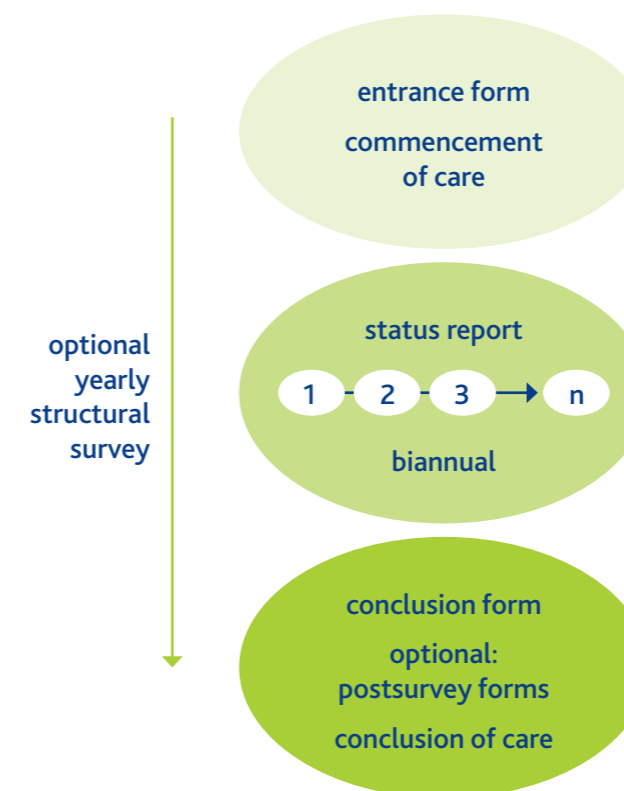 entrance form
commencement
of care
optional
yearly
structural
survey
status report
1 2 3 n
biannual
conclusion form
optional:
postsurvey forms
conclusion of care